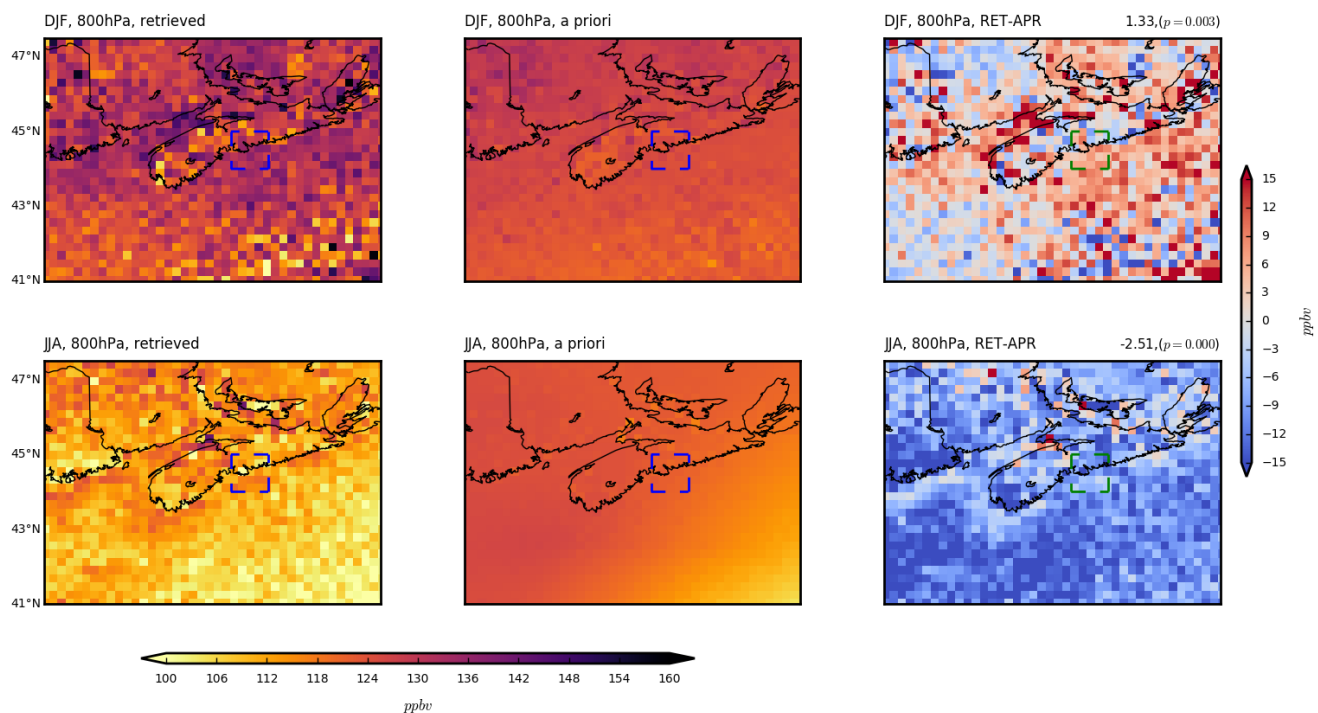 DJF, 800hPa, retrieved
DJF, 800hPa, a priori
DJF, 800hPa, RET-APR 1.33,(p = 0.003)
47°N
45°N
43°N
41°N
15
12
9
6
3
0
−3
−6
−9
−12
−15
ppbv
JJA, 800hPa, retrieved
JJA, 800hPa, a priori
JJA, 800hPa, RET-APR -2.51,(p = 0.000)
47°N
45°N
43°N
41°N
100 106 112 118 124 130 136 142 148 154 160
ppbv